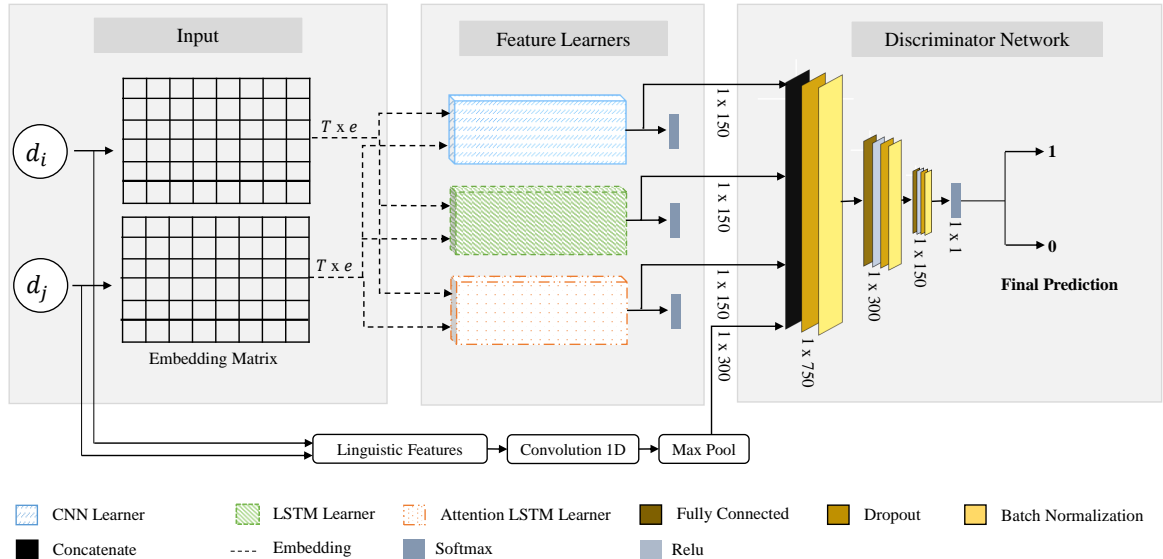 Input
Feature Learners
Discriminator Network
d_i
d_j
T x e
T x e
Embedding Matrix
1 x 150
1 x 150
1 x 150
1 x 300
1 x 750
1 x 300
1 x 150
1 x 1
1
0
Final Prediction
Linguistic Features
Convolution 1D
Max Pool
CNN Learner
LSTM Learner
Attention LSTM Learner
Fully Connected
Dropout
Batch Normalization
Concatenate
Embedding
Softmax
Relu